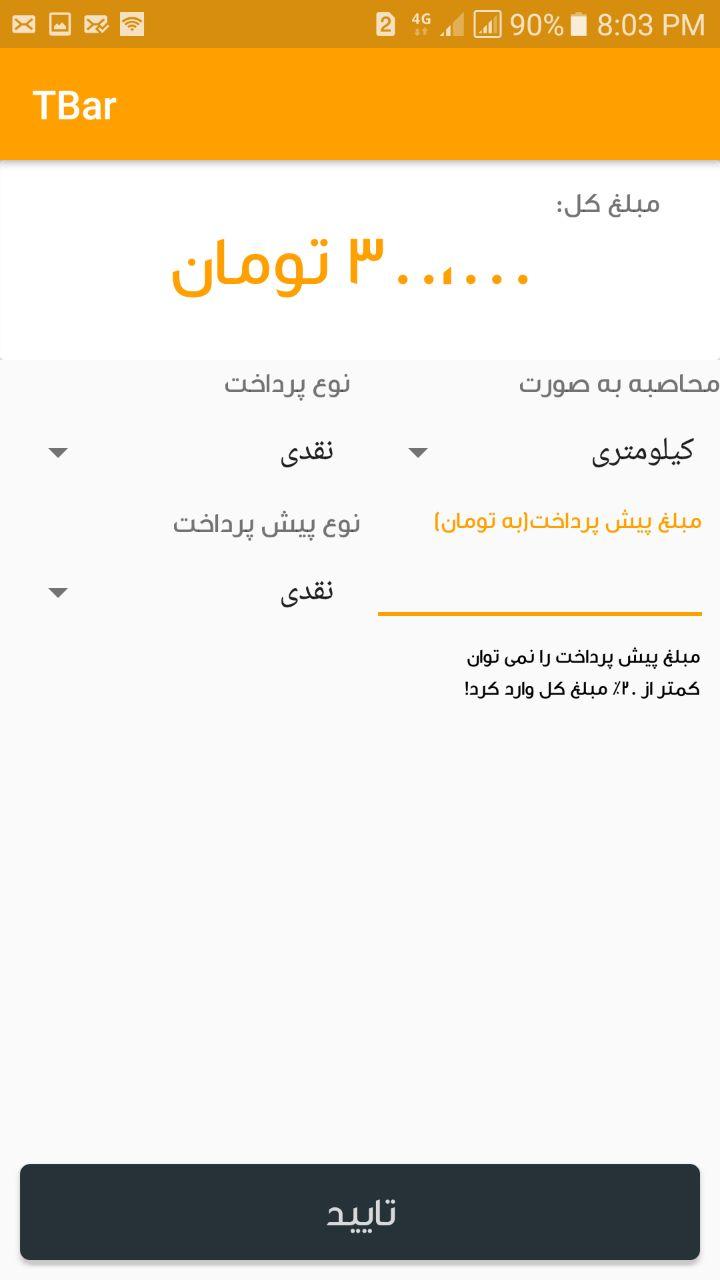 2 4G 90% 8:03 PM
TBar
مبلغ کل:
۳۰۰،۰۰۰ تومان
محاصبه به صورت
نوع پرداخت
کیلومتری
نقدی
مبلغ پیش پرداخت(به تومان)
نوع پیش پرداخت
نقدی
مبلغ پیش پرداخت را نمی توان
کمتر از ۲۰٪ مبلغ کل وارد کرد!
تایید